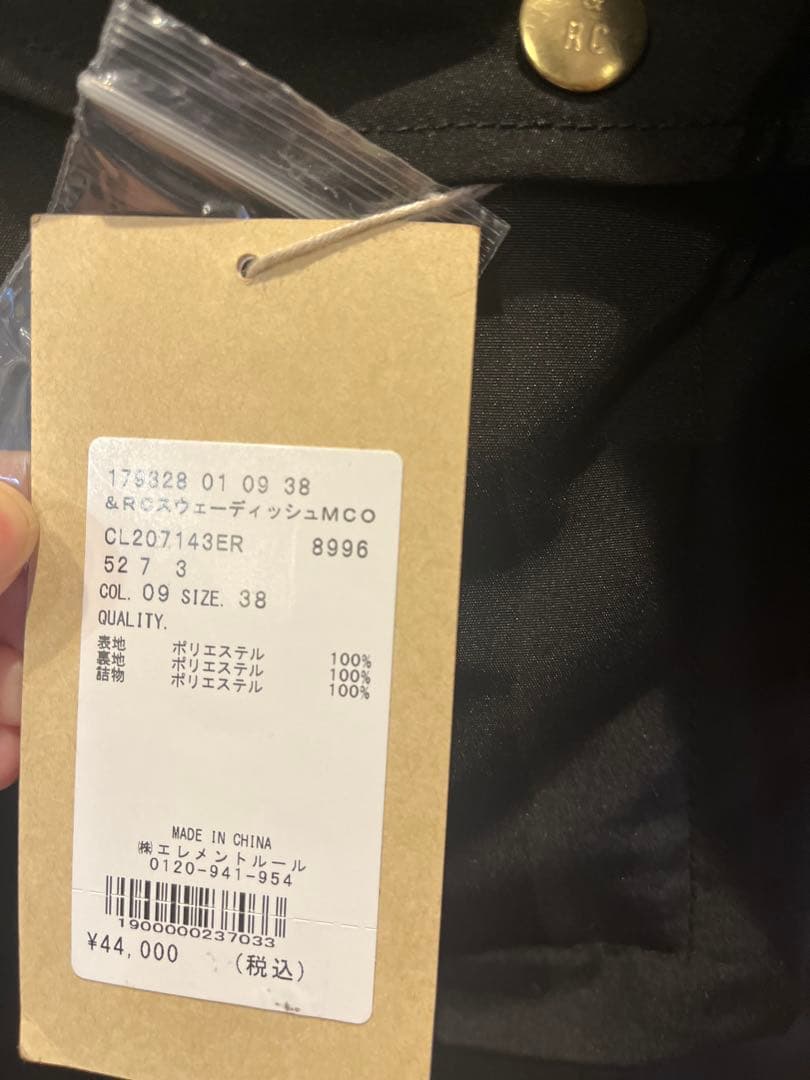 &
RC
179328 01 09 38
&RCスウェーディッシュMCO
CL207143ER 8996
52 7 3
COL. 09 SIZE. 38
QUALITY.
表地 ポリエステル 100%
裏地 ポリエステル 100%
詰物 ポリエステル 100%
MADE IN CHINA
㈱エレメントルール
0120-941-954
1900000237033
¥44,000 (税込)